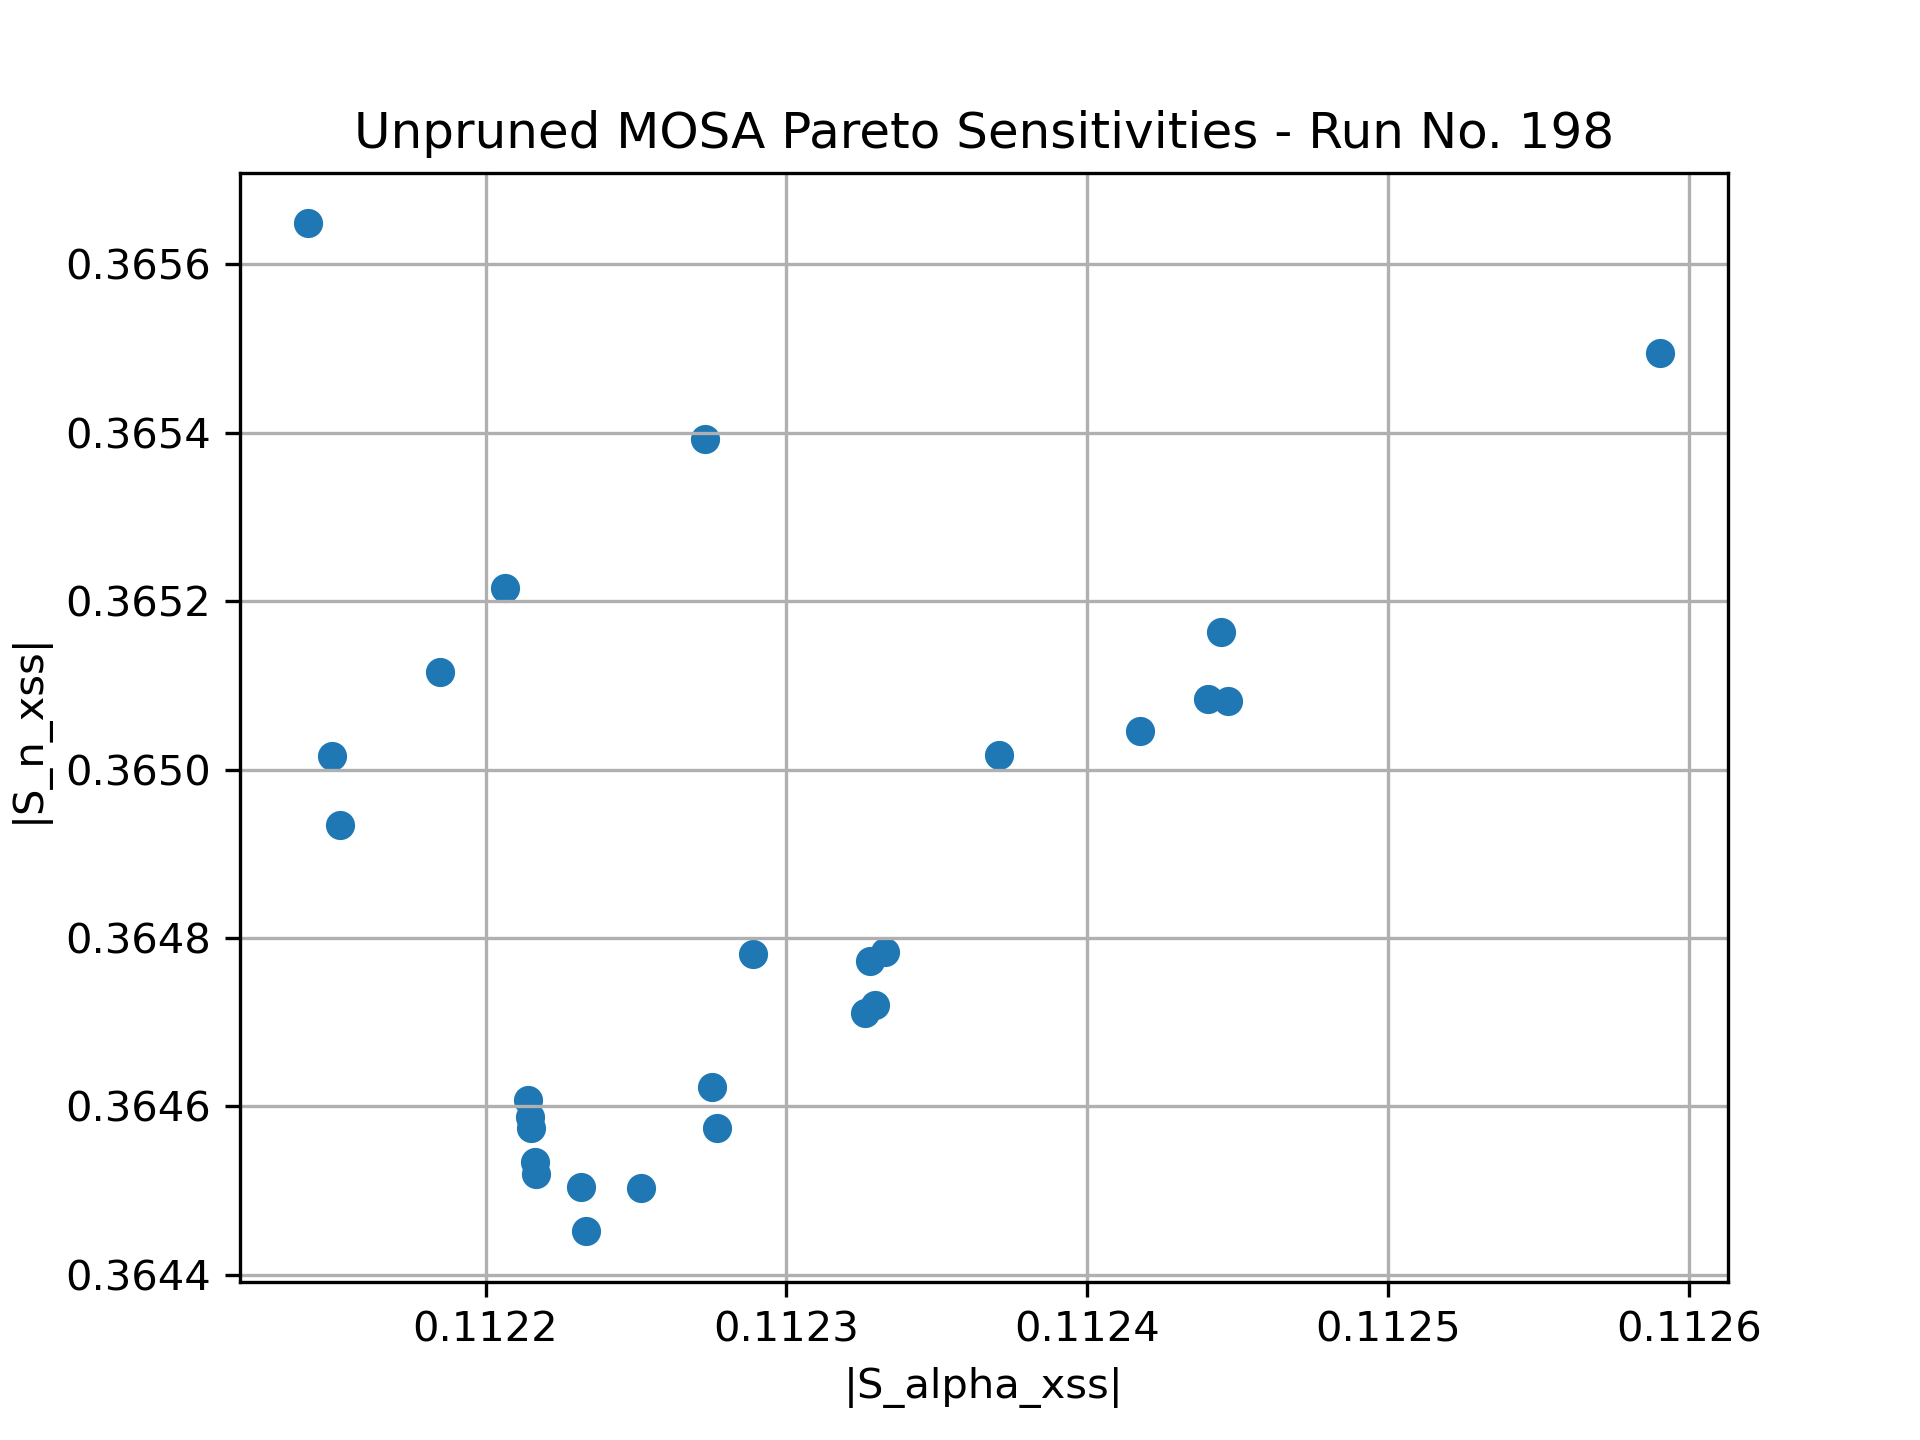 Unpruned MOSA Pareto Sensitivities - Run No. 198
|S_n_xss|
0.3656
0.3654
0.3652
0.3650
0.3648
0.3646
0.3644
0.1122 0.1123 0.1124 0.1125 0.1126
|S_alpha_xss|